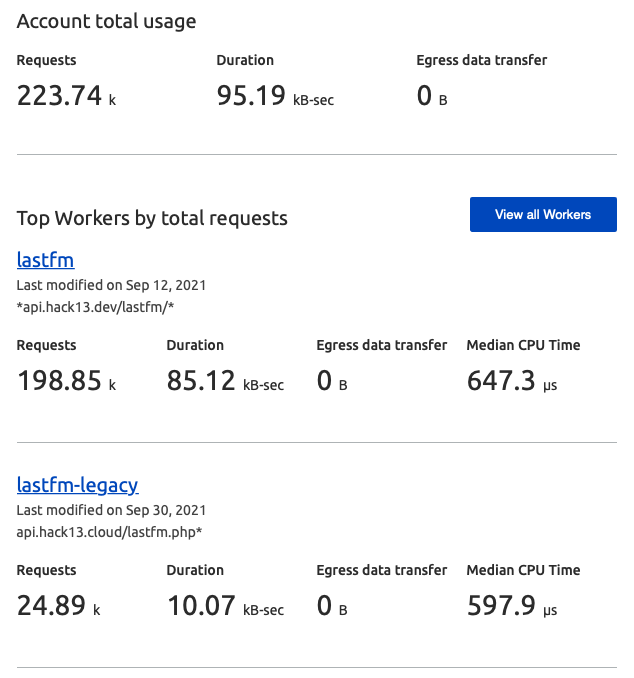 Account total usage
Requests Duration Egress data transfer
223.74 k 95.19 kB-sec 0 B
Top Workers by total requests View all Workers
lastfm
Last modified on Sep 12, 2021
*api.hack13.dev/lastfm/*
Requests Duration Egress data transfer Median CPU Time
198.85 k 85.12 kB-sec 0 B 647.3 µs
lastfm-legacy
Last modified on Sep 30, 2021
api.hack13.cloud/lastfm.php*
Requests Duration Egress data transfer Median CPU Time
24.89 k 10.07 kB-sec 0 B 597.9 µs